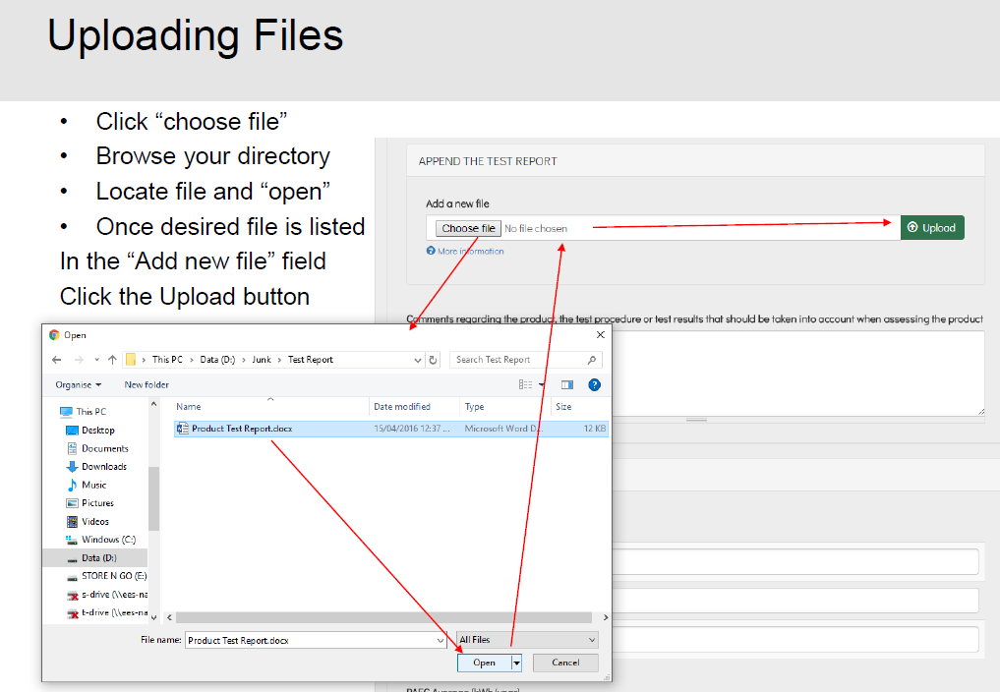 Uploading Files
• Click “choose file”
• Browse your directory
• Locate file and “open”
• Once desired file is listed
In the “Add new file” field
Click the Upload button
APPEND THE TEST REPORT
Add a new file
Choose file No file chosen
Upload
More information
Comments regarding the product, the test procedure or test results that should be taken into account when assessing the product
Open
This PC › Data (D:) › Junk › Test Report
Search Test Report
Organise
New folder
Name Date modified Type Size
Product Test Report.docx 15/04/2016 12:37 ... Microsoft Word D... 12 KB
This PC
Desktop
Documents
Downloads
Music
Pictures
Videos
Windows (C:)
Data (D:)
STORE N GO (E:)
s-drive (\\ees-na
t-drive (\\ees-na
File name: Product Test Report.docx
All Files
Open
Cancel